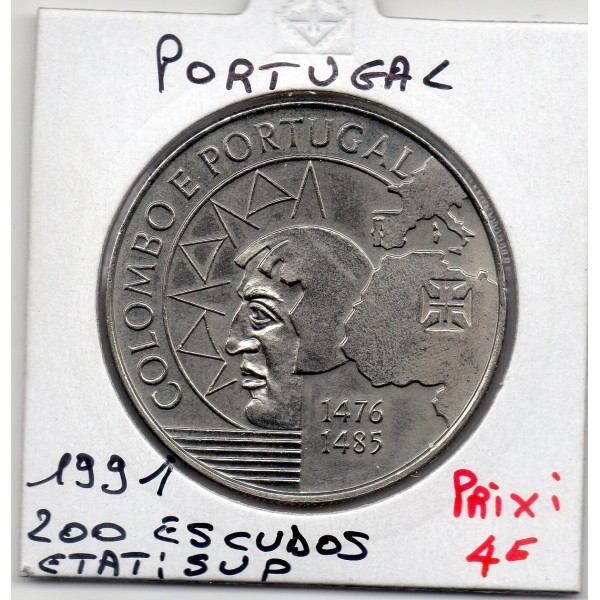 PORTUGAL
COLOMBO E PORTUGAL
1476
1485
1991
200 ESCUDOS
ETAT: SUP
PRIX:
4€